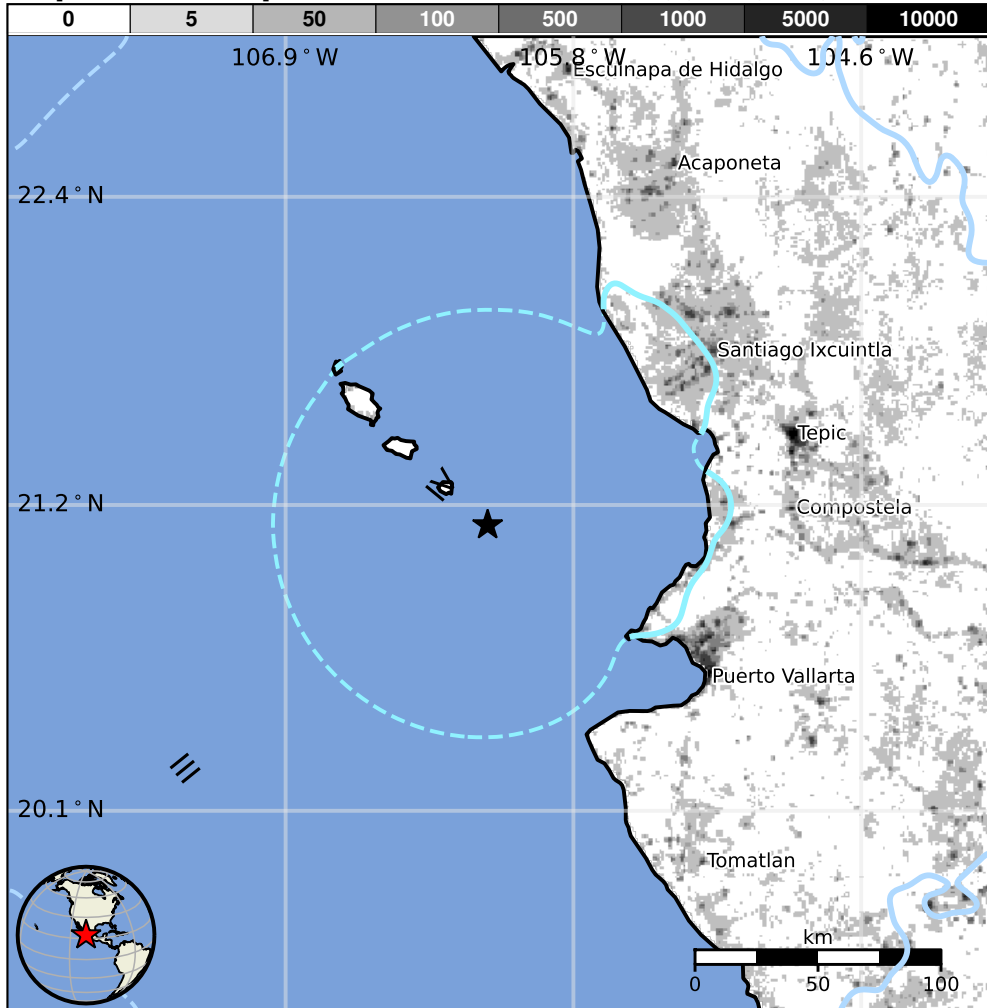 0 5 50 100 500 1000 5000 10000
106.9°W 105.8°W 104.6°W
Escuinapa de Hidalgo
Acaponeta
22.4°N
Santiago Ixcuintla
Tepic
21.2°N
Compostela
Puerto Vallarta
20.1°N
Tomatlan
km
0 50 100